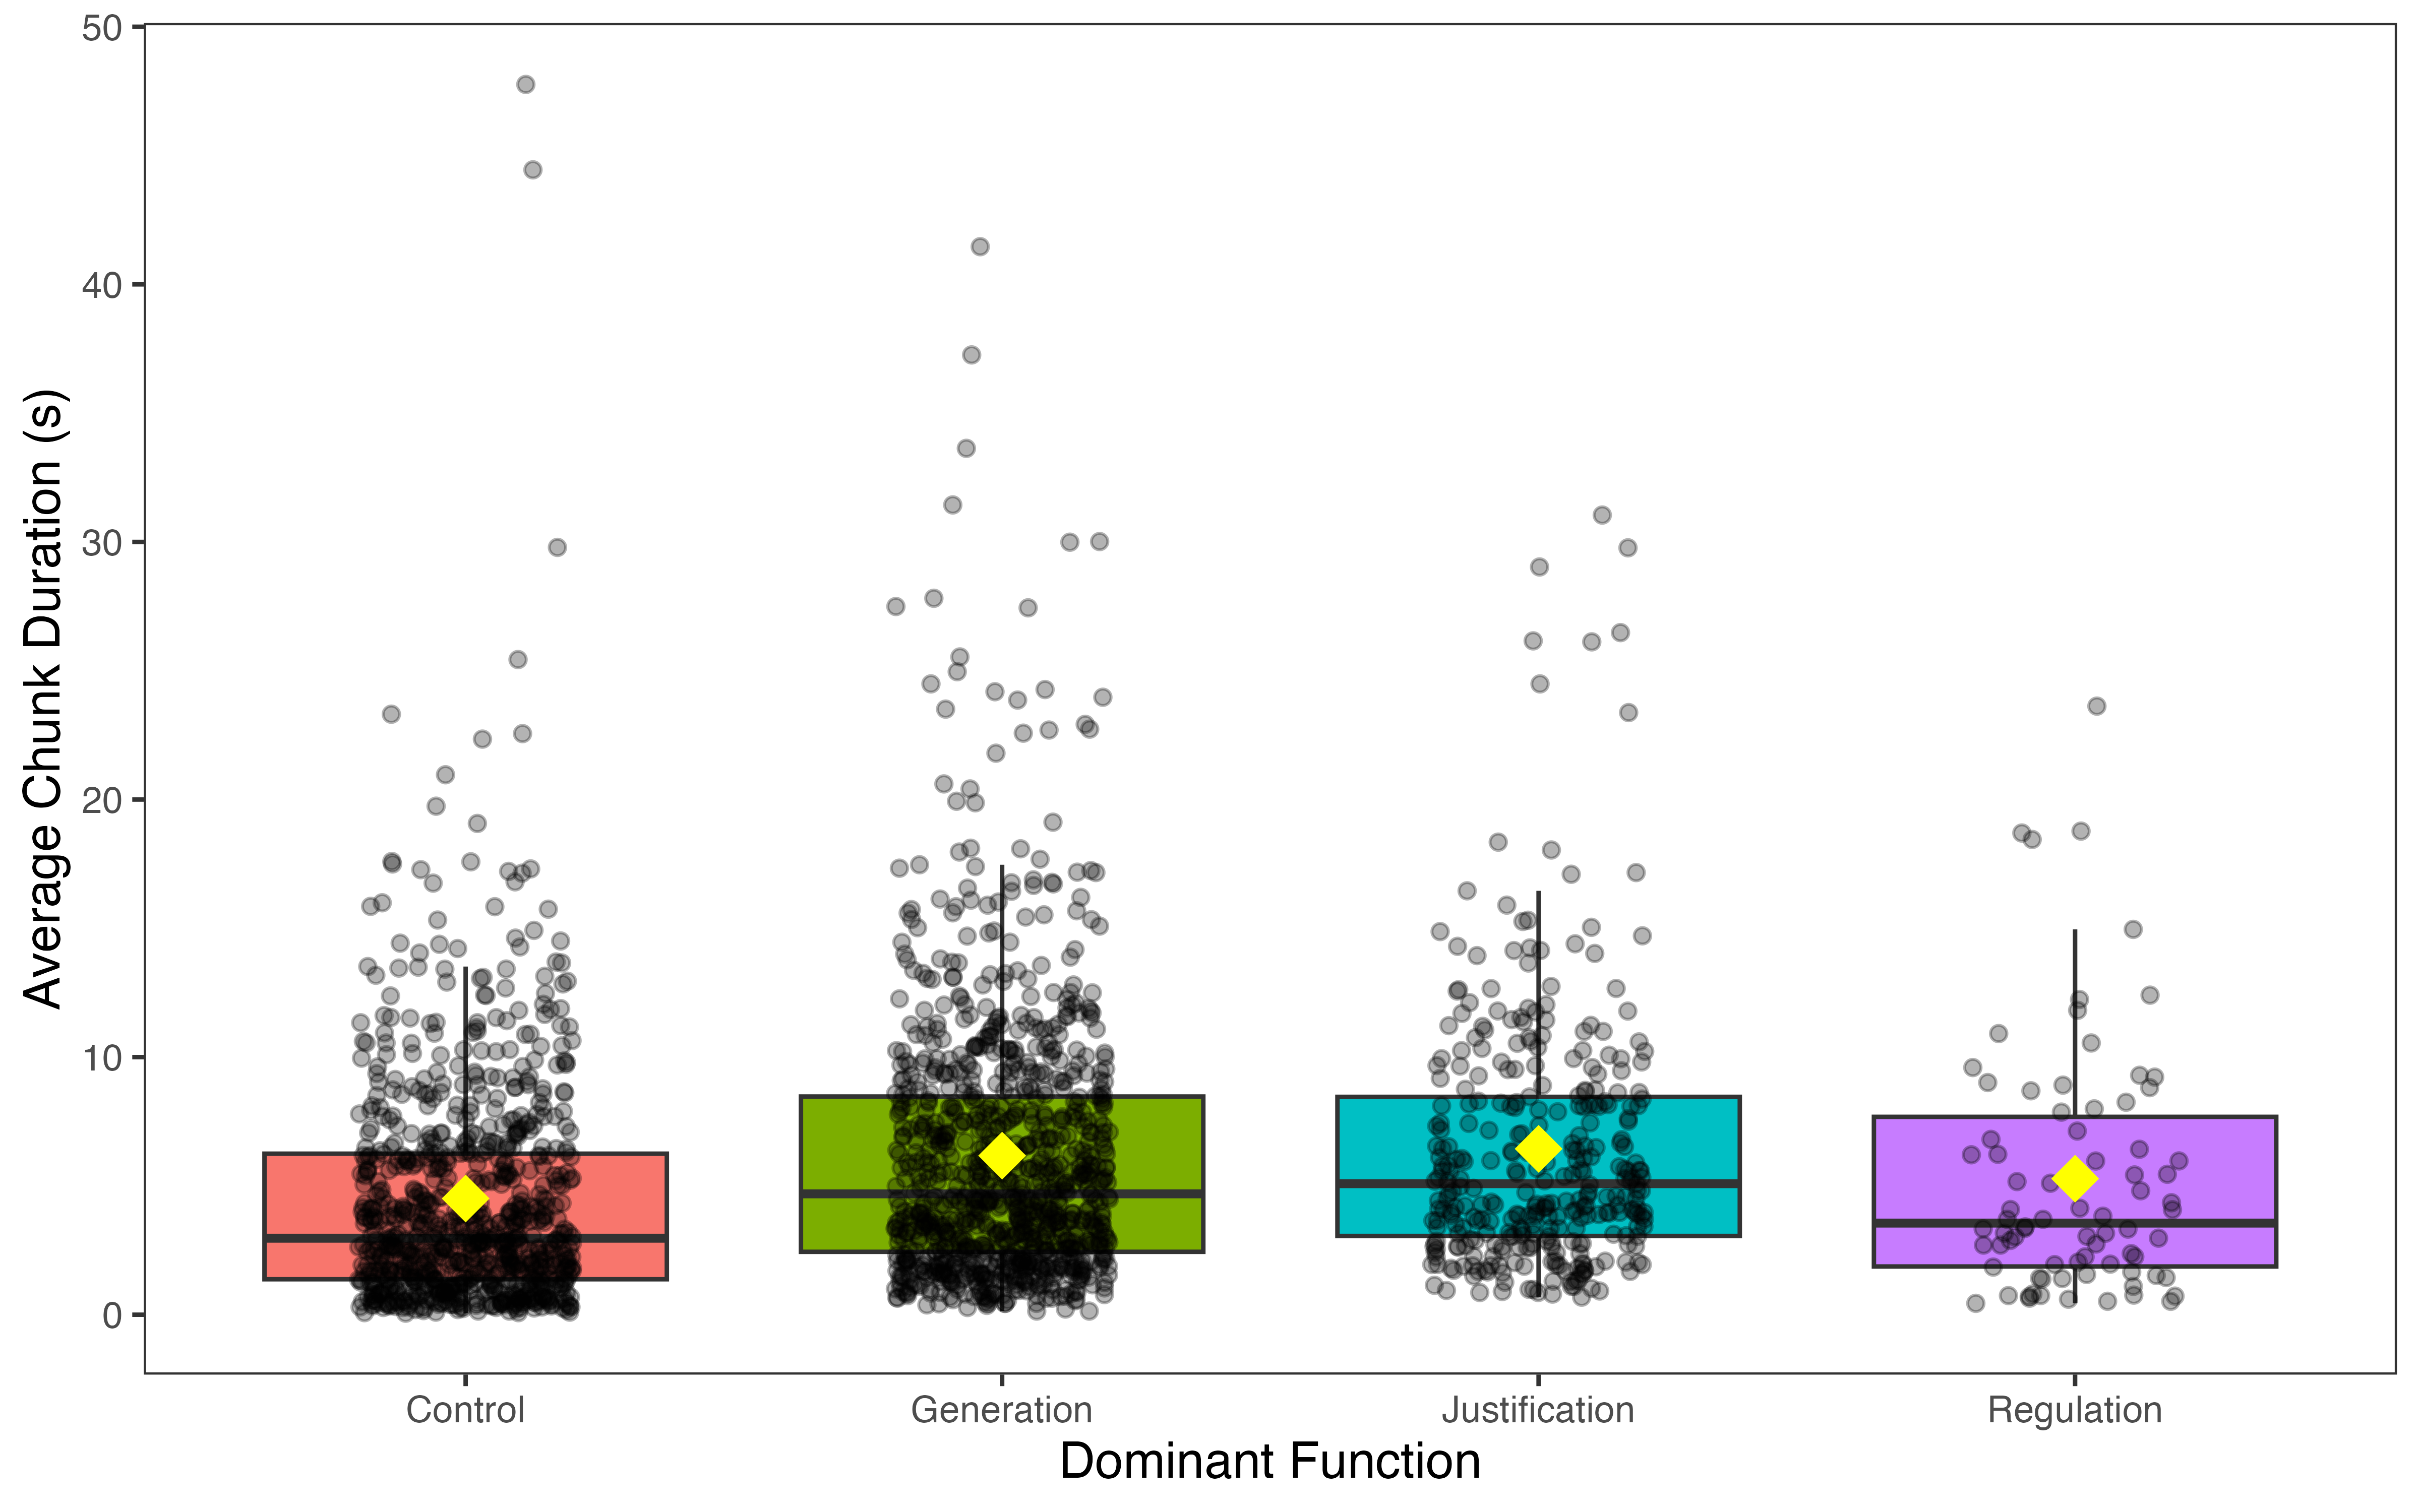 Average Chunk Duration (s)
50
40
30
20
10
0
Control
Generation
Justification
Regulation
Dominant Function